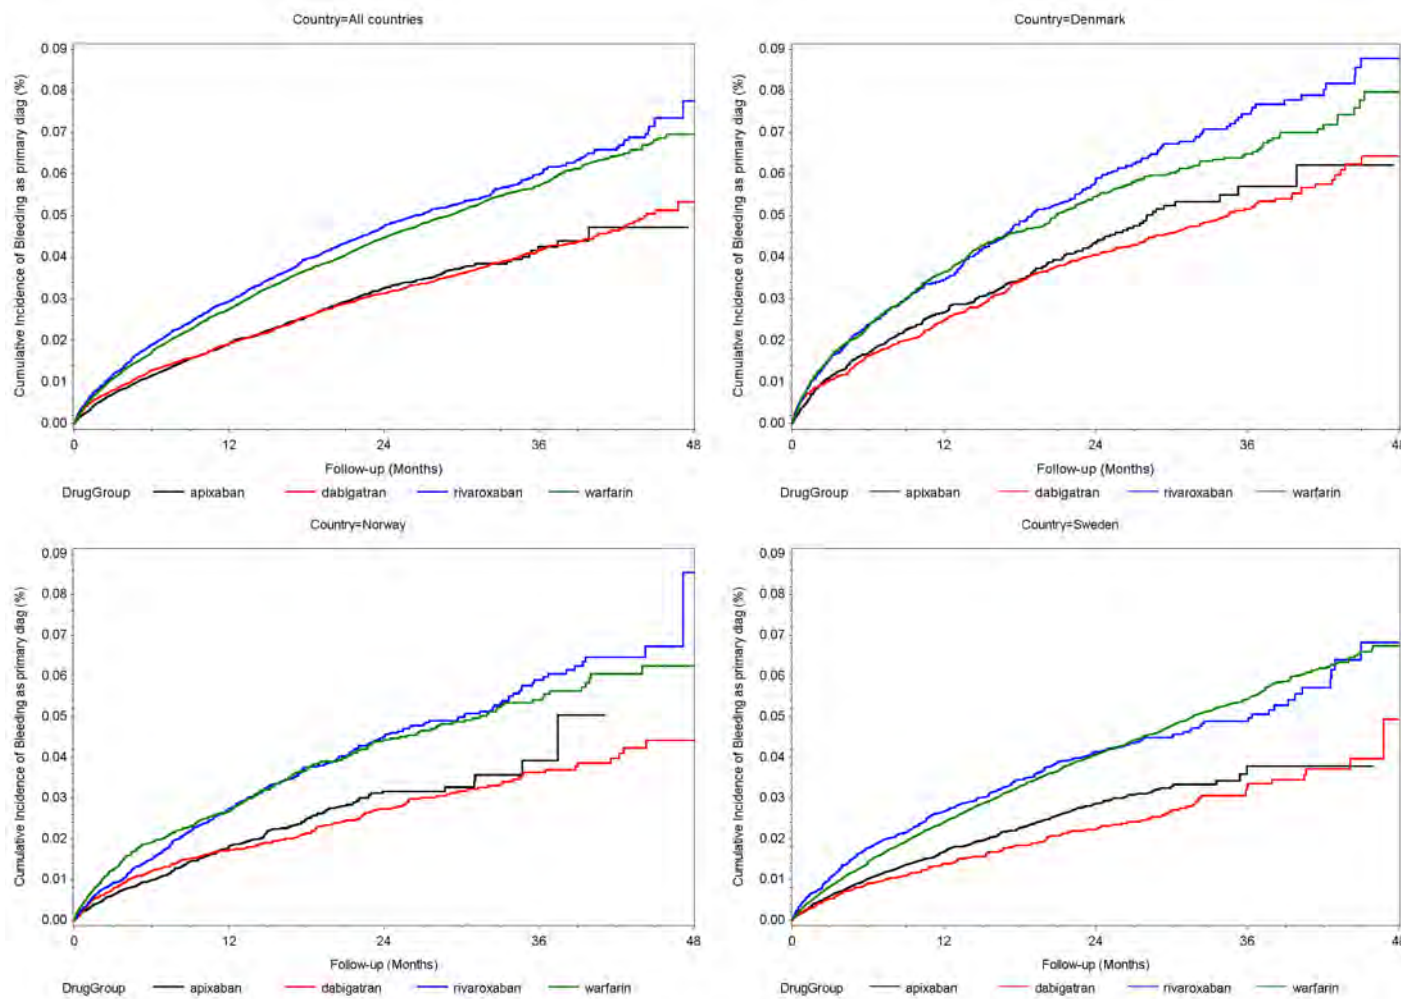 Country=All countries
Cumulative Incidence of Bleeding as primary diag (%)
0.09
0.08
0.07
0.06
0.05
0.04
0.03
0.02
0.01
0.00
0 12 24 36 48
Follow-up (Months)
DrugGroup apixaban dabigatran rivaroxaban warfarin
Country=Denmark
Cumulative Incidence of Bleeding as primary diag (%)
0.09
0.08
0.07
0.06
0.05
0.04
0.03
0.02
0.01
0.00
0 12 24 36 48
Follow-up (Months)
DrugGroup apixaban dabigatran rivaroxaban warfarin
Country=Norway
Cumulative Incidence of Bleeding as primary diag (%)
0.09
0.08
0.07
0.06
0.05
0.04
0.03
0.02
0.01
0.00
0 12 24 36 48
Follow-up (Months)
DrugGroup apixaban dabigatran rivaroxaban warfarin
Country=Sweden
Cumulative Incidence of Bleeding as primary diag (%)
0.09
0.08
0.07
0.06
0.05
0.04
0.03
0.02
0.01
0.00
0 12 24 36 48
Follow-up (Months)
DrugGroup apixaban dabigatran rivaroxaban warfarin